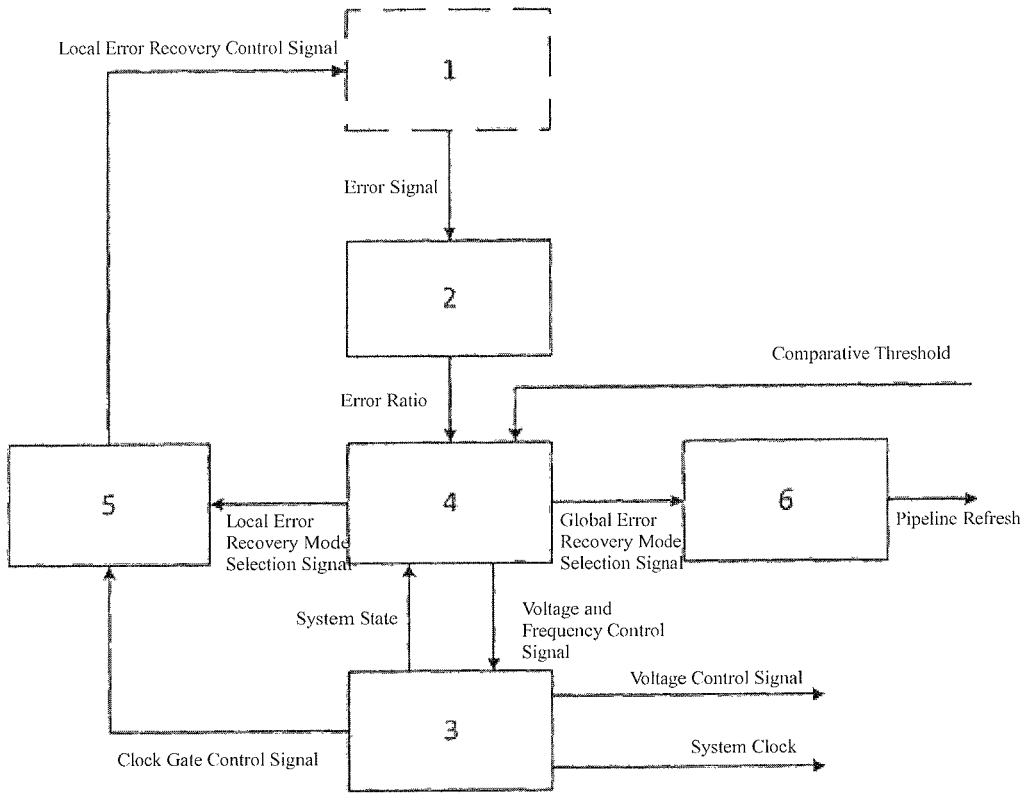 Local Error Recovery Control Signal
1
Error Signal
2
Comparative Threshold
Error Ratio
5
4
6
Local Error
Recovery Mode
Selection Signal
Global Error
Recovery Mode
Selection Signal
Pipeline Refresh
System State
Voltage and
Frequency Control
Signal
Voltage Control Signal
3
System Clock
Clock Gate Control Signal